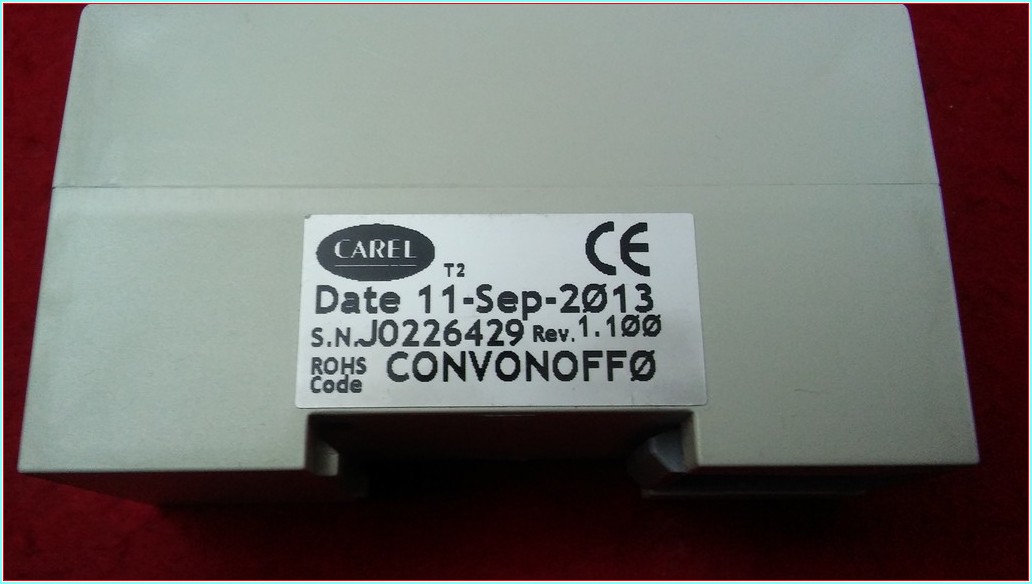 CAREL
T2
CE
Date 11-Sep-2Ø13
S.N.J0226429 Rev.1.1ØØ
ROHS
Code CONVONOFFØ